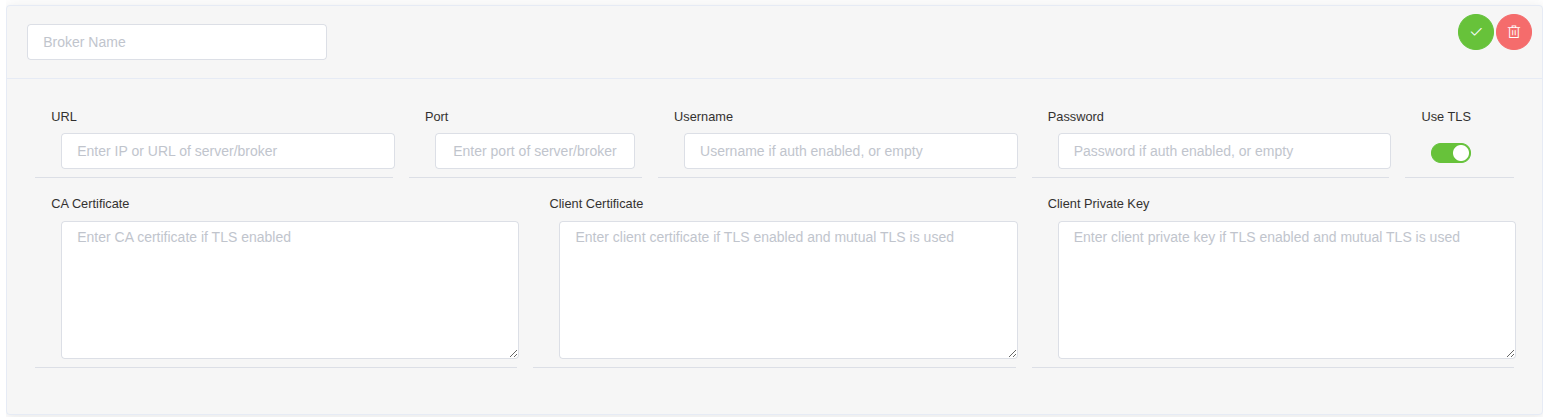 Broker Name
URL
Port
Username
Password
Use TLS
Enter IP or URL of server/broker
Enter port of server/broker
Username if auth enabled, or empty
Password if auth enabled, or empty
CA Certificate
Client Certificate
Client Private Key
Enter CA certificate if TLS enabled
Enter client certificate if TLS enabled and mutual TLS is used
Enter client private key if TLS enabled and mutual TLS is used